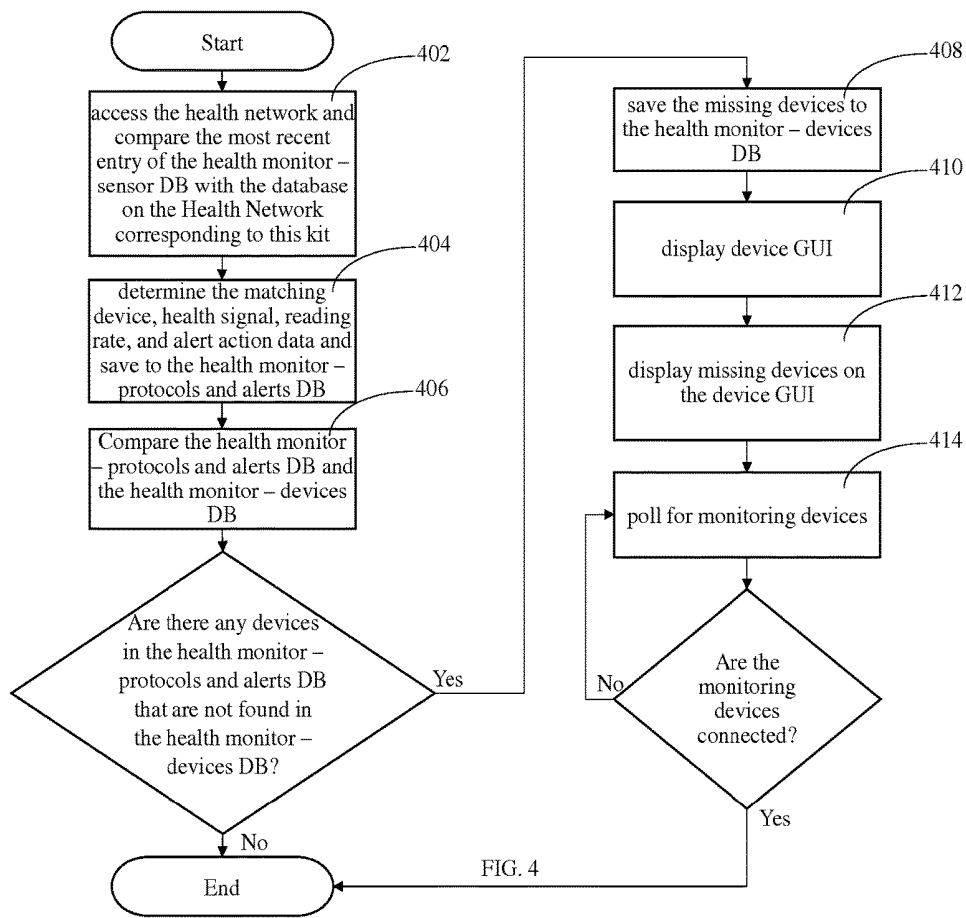 Start
402
access the health network and
compare the most recent
entry of the health monitor –
sensor DB with the database
on the Health Network
corresponding to this kit
404
determine the matching
device, health signal, reading
rate, and alert action data and
save to the health monitor –
protocols and alerts DB
406
Compare the health monitor
– protocols and alerts DB and
the health monitor – devices
DB
Are there any devices
in the health monitor –
protocols and alerts DB
that are not found in
the health monitor –
devices DB?
Yes
No
End
408
save the missing devices to
the health monitor – devices
DB
410
display device GUI
412
display missing devices on
the device GUI
414
poll for monitoring devices
Are the
monitoring
devices
connected?
No
Yes
FIG. 4